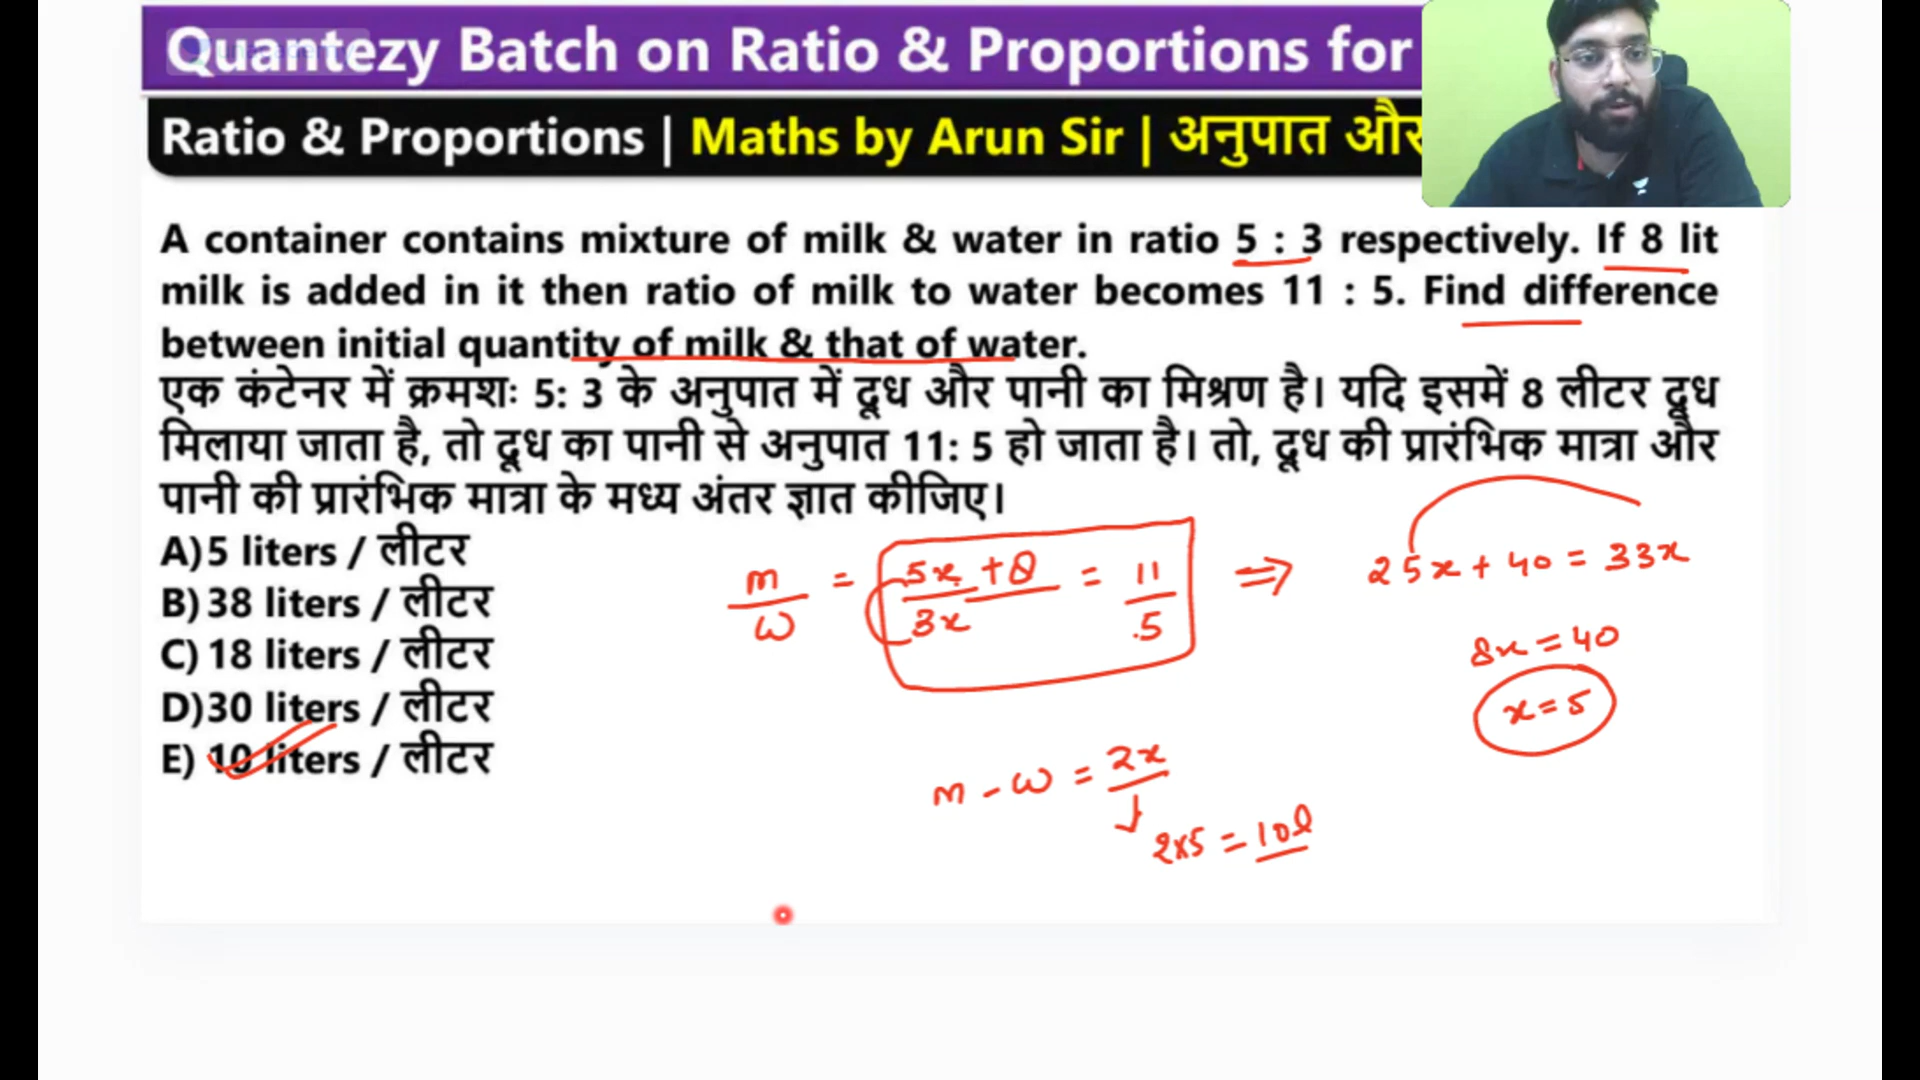 Quantezy Batch on Ratio & Proportions for
Ratio & Proportions | Maths by Arun Sir | अनुपात और
A container contains mixture of milk & water in ratio 5 : 3 respectively. If 8 lit
milk is added in it then ratio of milk to water becomes 11 : 5. Find difference
between initial quantity of milk & that of water.
एक कंटेनर में क्रमशः 5: 3 के अनुपात में दूध और पानी का मिश्रण है। यदि इसमें 8 लीटर दूध
मिलाया जाता है, तो दूध का पानी से अनुपात 11: 5 हो जाता है। तो, दूध की प्रारंभिक मात्रा और
पानी की प्रारंभिक मात्रा के मध्य अंतर ज्ञात कीजिए।
A) 5 liters / लीटर
B) 38 liters / लीटर
C) 18 liters / लीटर
D) 30 liters / लीटर
E) 10 liters / लीटर
m/w = (5x + 8)/3x = 11/5 ⇒ 25x + 40 = 33x
8x = 40
x = 5
m - w = 2x
2x5 = 10l